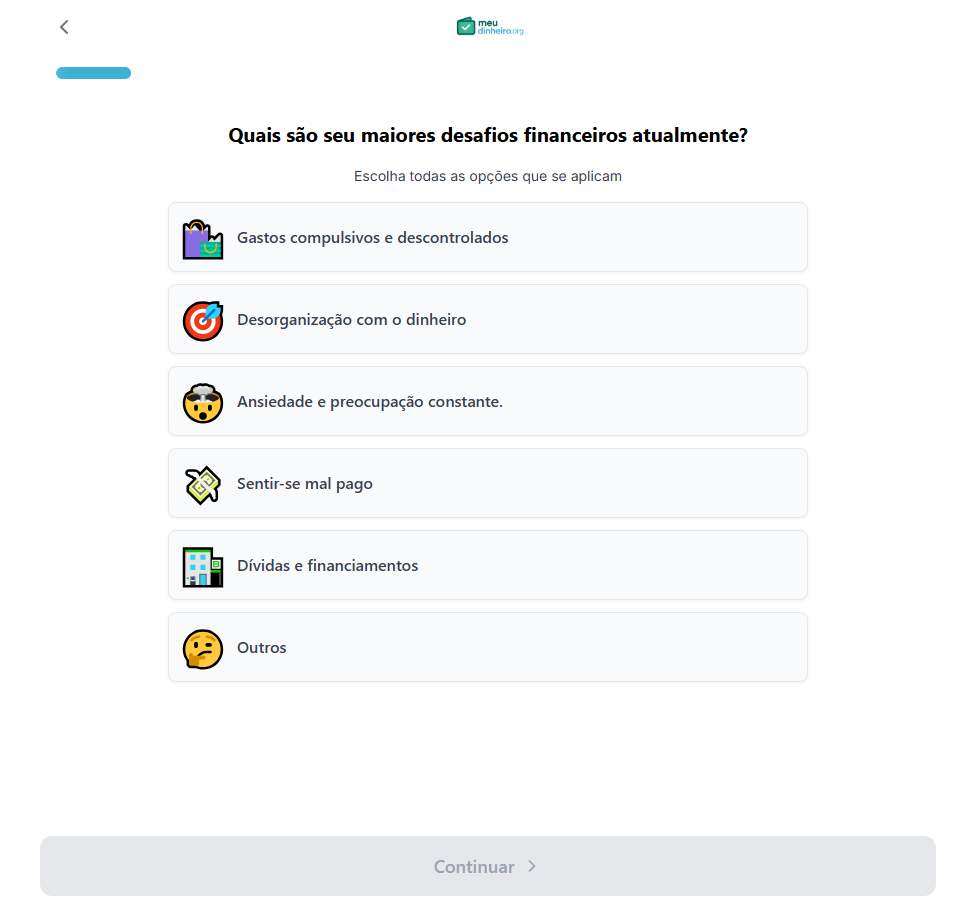 meu
dinheiro.org
Quais são seu maiores desafios financeiros atualmente?
Escolha todas as opções que se aplicam
Gastos compulsivos e descontrolados
Desorganização com o dinheiro
Ansiedade e preocupação constante.
Sentir-se mal pago
Dívidas e financiamentos
Outros
Continuar